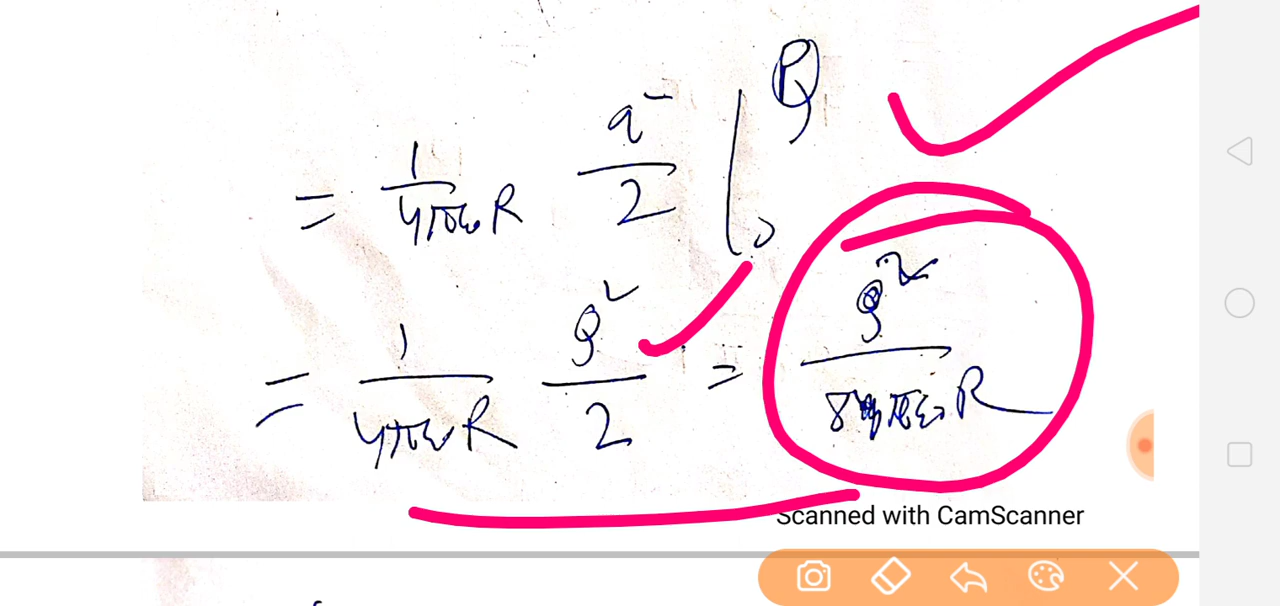 = 1/4πε₀R q²/2 |₀^Q
= 1/4πε₀R Q²/2 = Q²/8πε₀R
Scanned with CamScanner